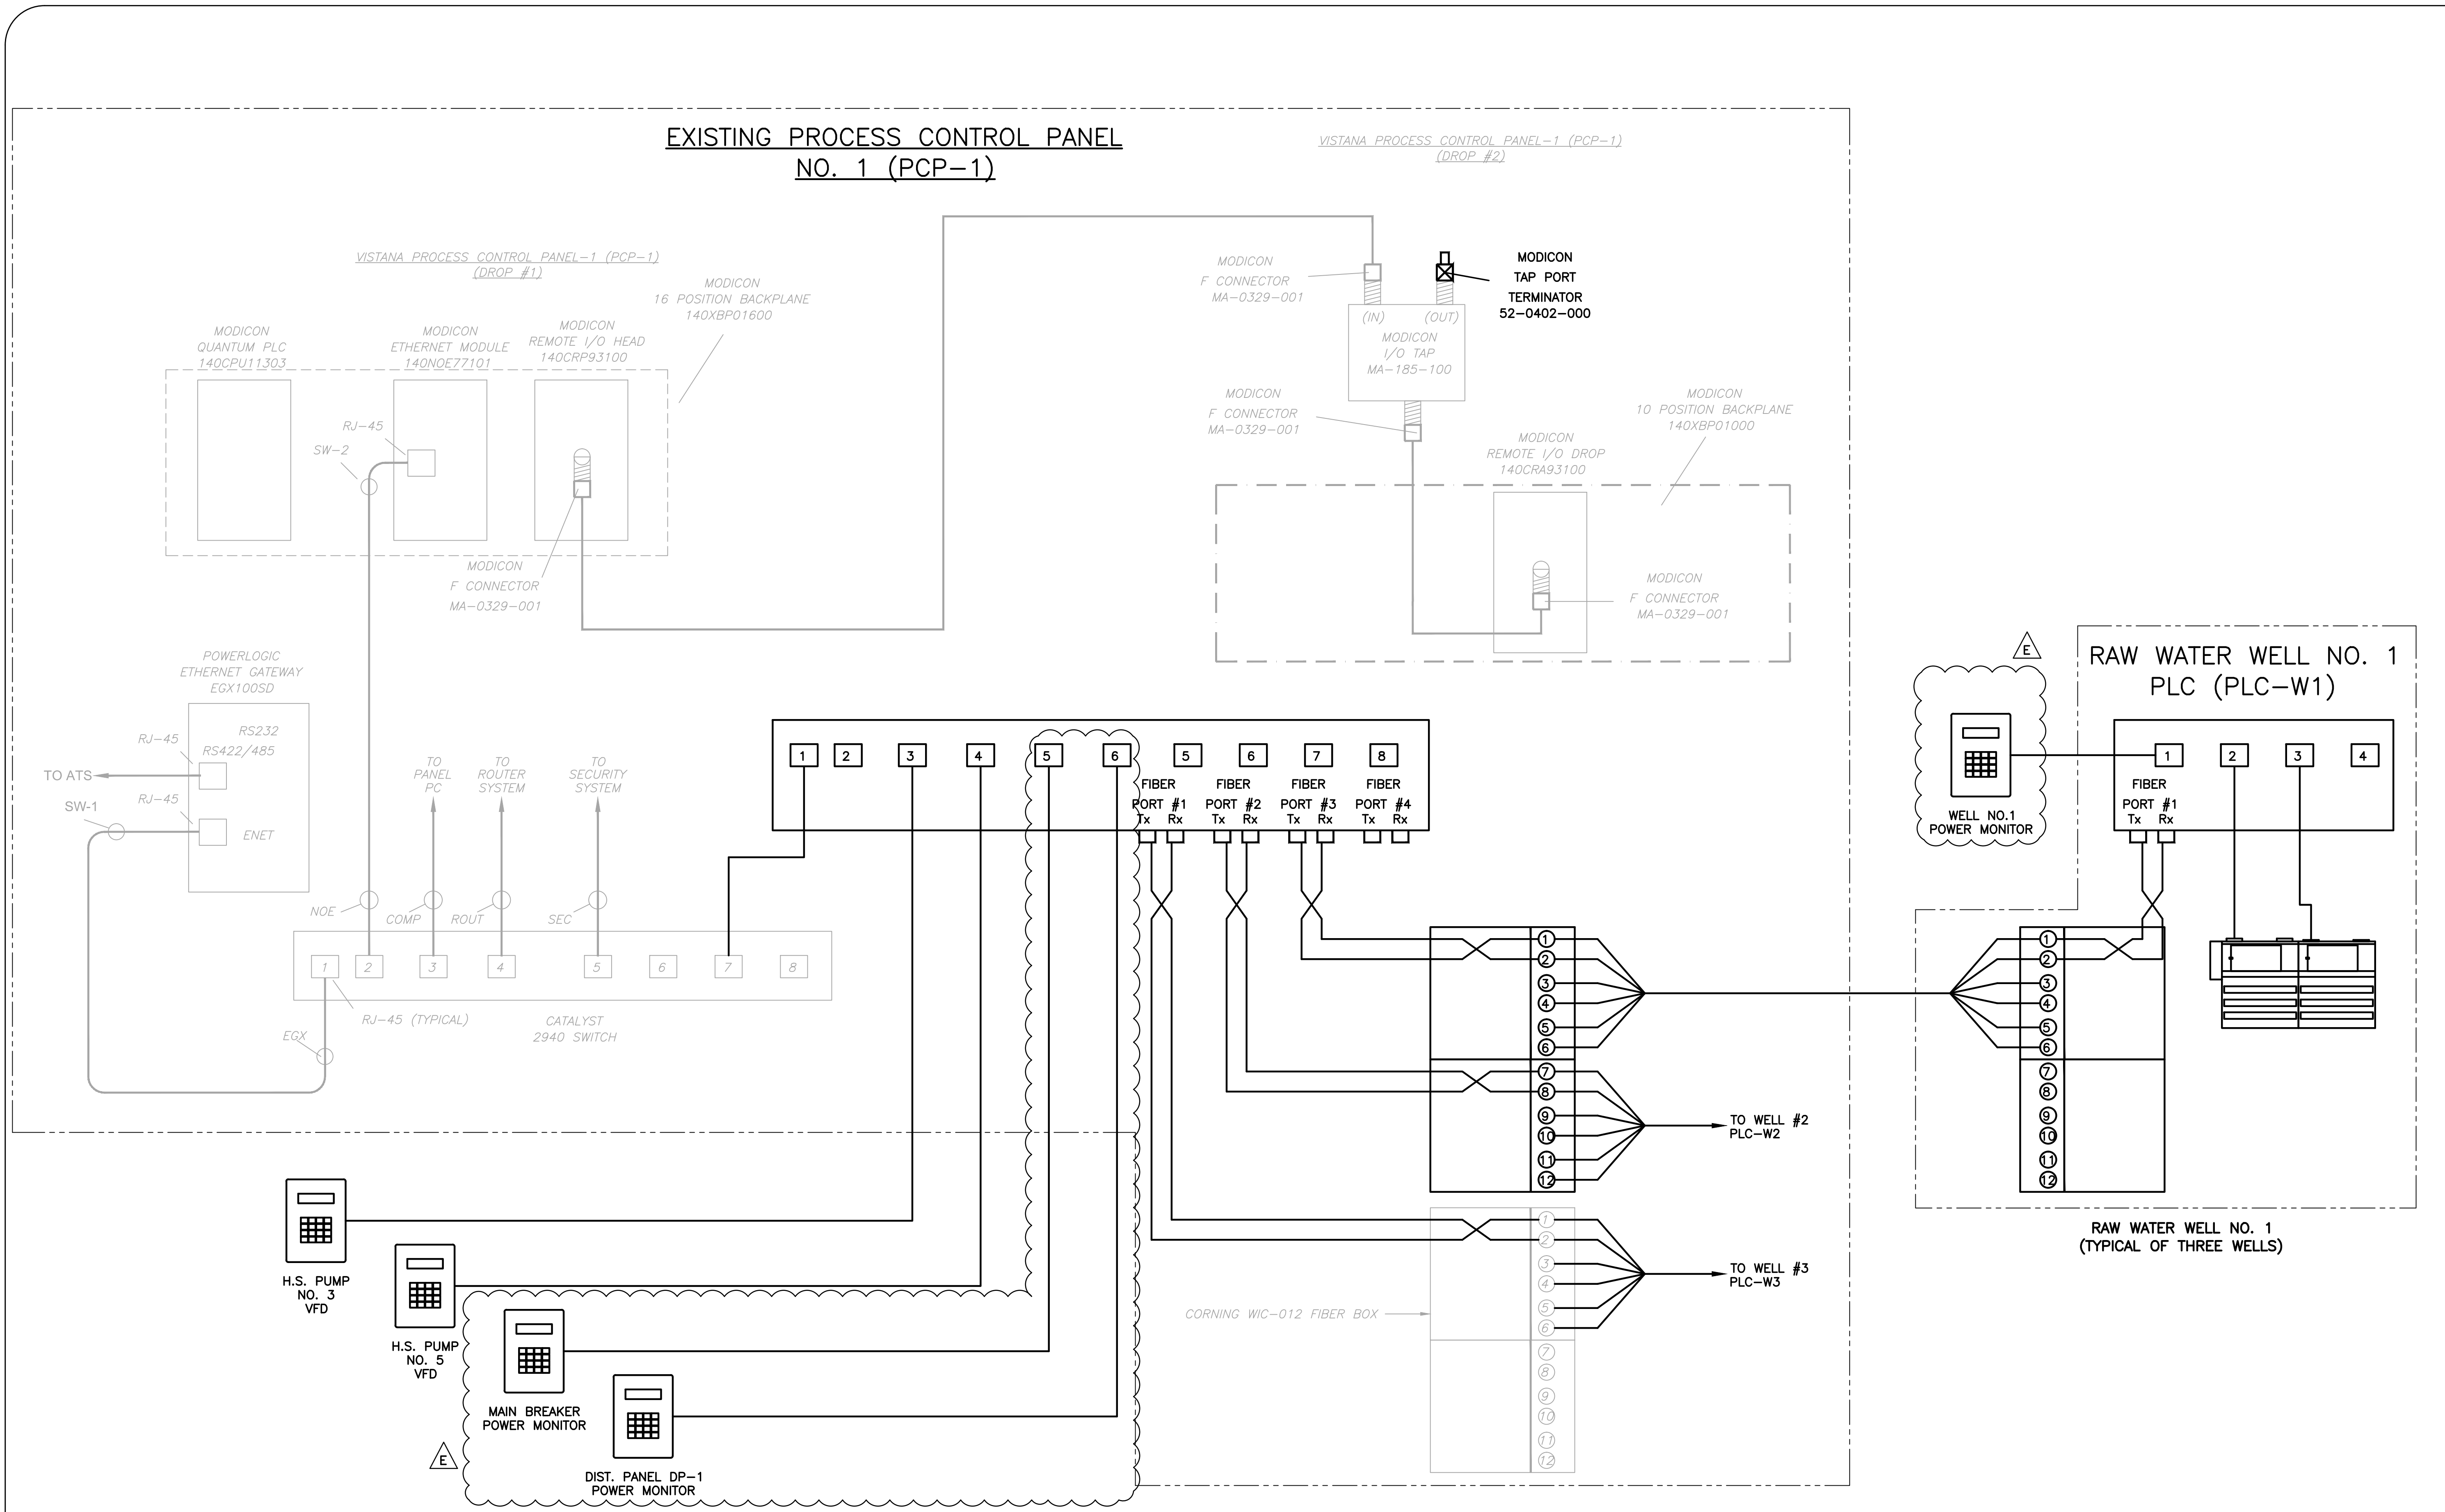 EXISTING PROCESS CONTROL PANEL
NO. 1 (PCP-1)
VISTANA PROCESS CONTROL PANEL-1 (PCP-1)
(DROP #2)
VISTANA PROCESS CONTROL PANEL-1 (PCP-1)
(DROP #1)
MODICON
16 POSITION BACKPLANE
140XBP01600
MODICON
QUANTUM PLC
140CPU11303
MODICON
ETHERNET MODULE
140NOE77101
MODICON
REMOTE I/O HEAD
140CRP93100
RJ-45
SW-2
MODICON
F CONNECTOR
MA-0329-001
MODICON
F CONNECTOR
MA-0329-001
MODICON
TAP PORT
TERMINATOR
52-0402-000
(IN)
(OUT)
MODICON
I/O TAP
MA-185-100
MODICON
F CONNECTOR
MA-0329-001
MODICON
10 POSITION BACKPLANE
140XBP01000
MODICON
REMOTE I/O DROP
140CRA93100
MODICON
F CONNECTOR
MA-0329-001
POWERLOGIC
ETHERNET GATEWAY
EGX100SD
RS232
RS422/485
RJ-45
TO ATS
SW-1
RJ-45
ENET
TO
PANEL
PC
TO
ROUTER
SYSTEM
TO
SECURITY
SYSTEM
NOE
COMP
ROUT
SEC
1
2
3
4
5
6
7
8
RJ-45 (TYPICAL)
CATALYST
2940 SWITCH
EGX
1
2
3
4
5
6
5
6
7
8
FIBER
PORT #1
Tx Rx
FIBER
PORT #2
Tx Rx
FIBER
PORT #3
Tx Rx
FIBER
PORT #4
Tx Rx
1
2
3
4
5
6
7
8
9
10
11
12
TO WELL #2
PLC-W2
1
2
3
4
5
6
7
8
9
10
11
12
TO WELL #3
PLC-W3
CORNING WIC-012 FIBER BOX
H.S. PUMP
NO. 3
VFD
H.S. PUMP
NO. 5
VFD
MAIN BREAKER
POWER MONITOR
DIST. PANEL DP-1
POWER MONITOR
E
E
WELL NO.1
POWER MONITOR
RAW WATER WELL NO. 1
PLC (PLC-W1)
1
2
3
4
FIBER
PORT #1
Tx Rx
1
2
3
4
5
6
7
8
9
10
11
12
RAW WATER WELL NO. 1
(TYPICAL OF THREE WELLS)